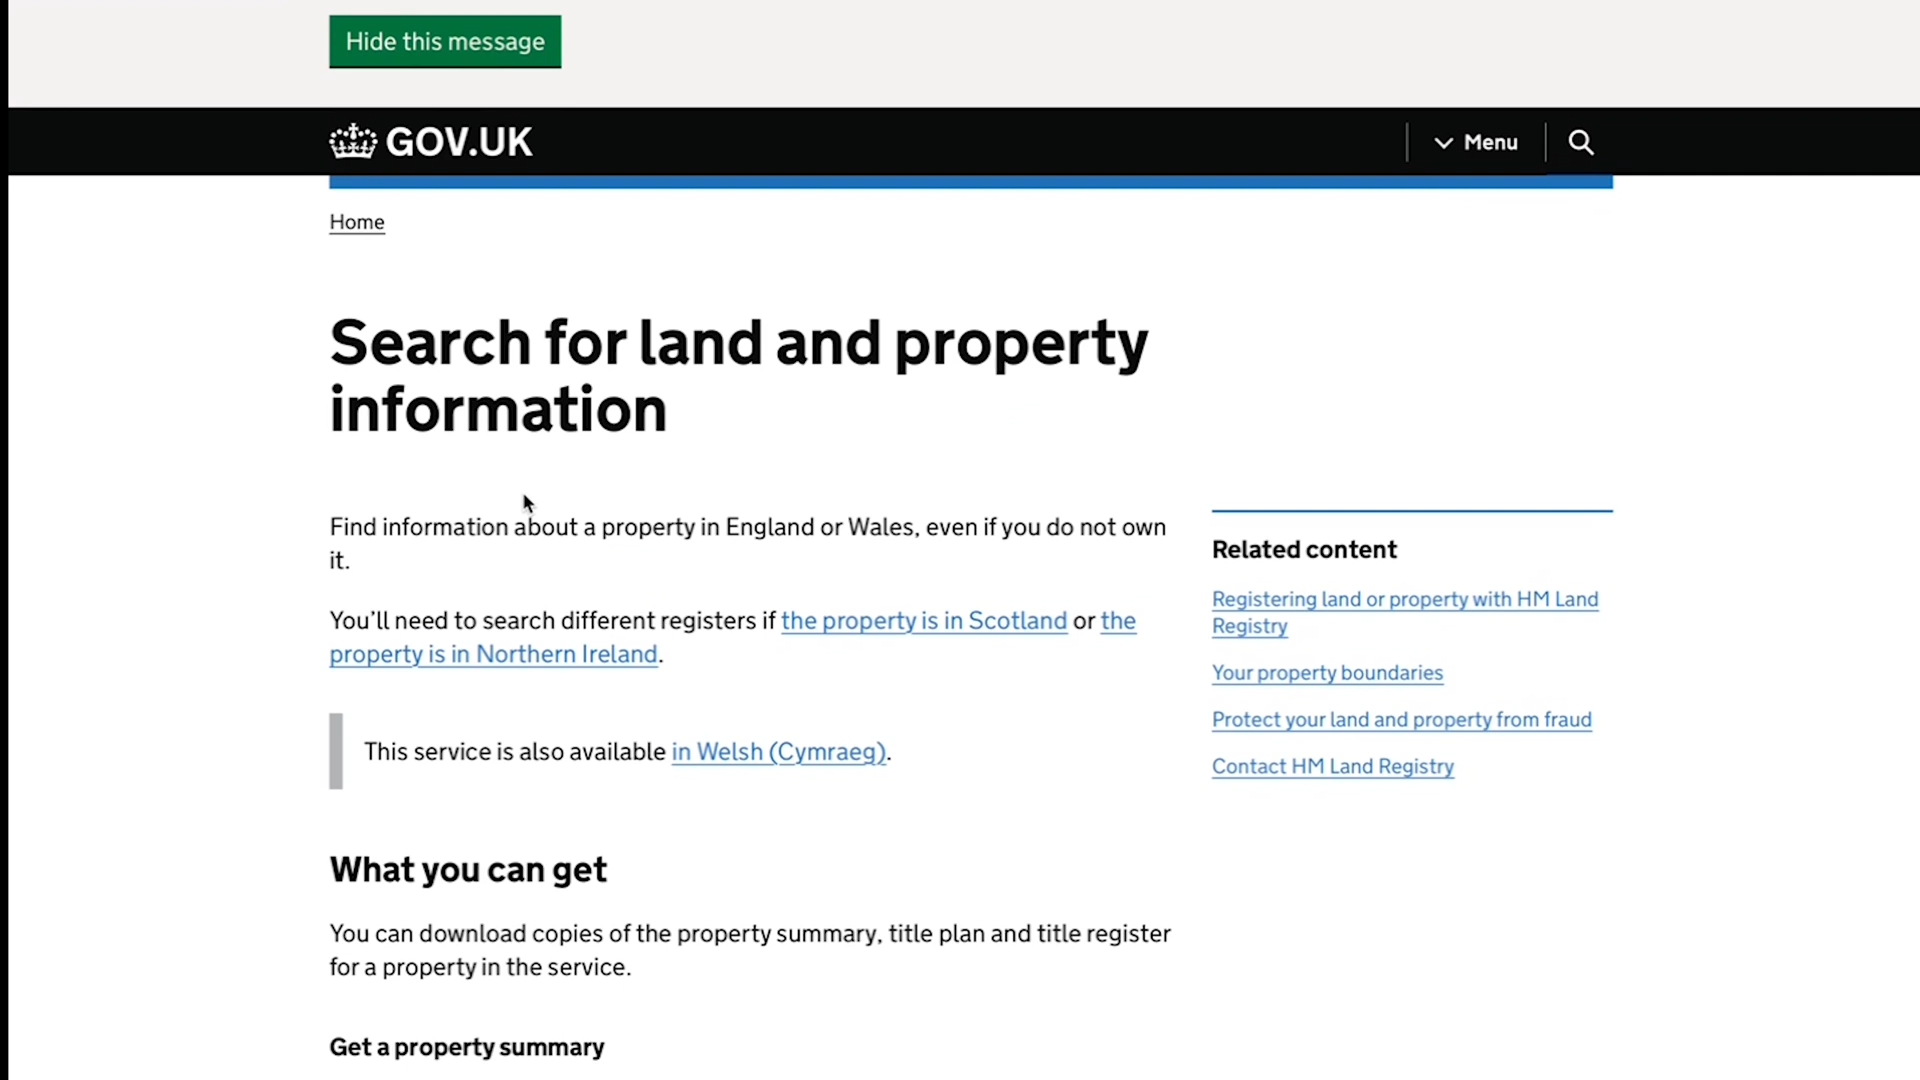 Hide this message
GOV.UK
Menu
Home
Search for land and property
information
Find information about a property in England or Wales, even if you do not own
it.
You’ll need to search different registers if the property is in Scotland or the
property is in Northern Ireland.
This service is also available in Welsh (Cymraeg).
What you can get
You can download copies of the property summary, title plan and title register
for a property in the service.
Get a property summary
Related content
Registering land or property with HM Land
Registry
Your property boundaries
Protect your land and property from fraud
Contact HM Land Registry